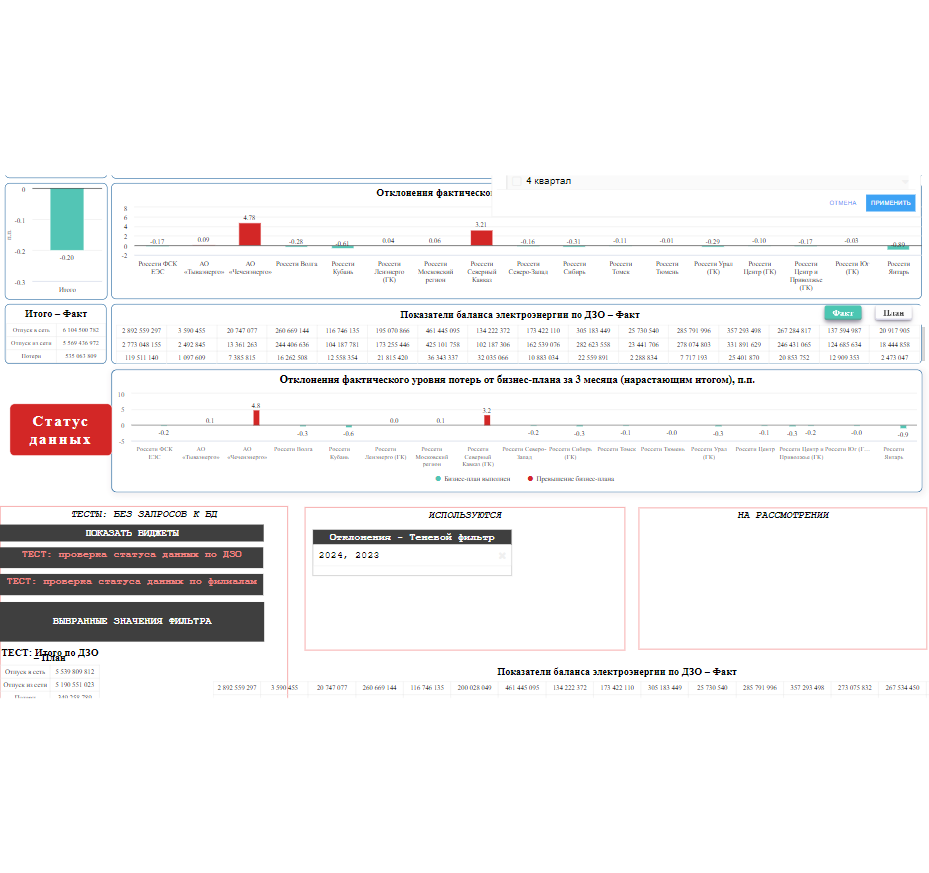 4 квартал
ОТМЕНА ПРИМЕНИТЬ
Отклонения фактическо
0
-0.1
-0.2
-0.3
п.п.
-0.20
Итого
8
6
4
2
0
-2
-0.17 0.09 4.78 -0.28 -0.61 0.04 0.06 3.21 -0.16 -0.31 -0.11 -0.01 -0.29 -0.10 -0.17 -0.03 -0.89
Россети ФСК ЕЭС
АО «Тываэнерго»
АО «Чеченэнерго»
Россети Волга
Россети Кубань
Россети Ленэнерго (ГК)
Россети Московский регион
Россети Северный Кавказ
Россети Северо-Запад
Россети Сибирь
Россети Томск
Россети Тюмень
Россети Урал (ГК)
Россети Центр (ГК)
Россети Центр и Приволжье (ГК)
Россети Юг (ГК)
Россети Янтарь
Итого – Факт
Отпуск в сеть 6 104 500 782
Отпуск из сети 5 569 436 972
Потери 535 063 809
Показатели баланса электроэнергии по ДЗО – Факт
Факт План
2 892 559 297 3 590 455 20 747 077 260 669 144 116 746 135 195 070 866 461 445 095 134 222 372 173 422 110 305 183 449 25 730 540 285 791 996 357 293 498 267 284 817 137 594 987 20 917 905
2 773 048 155 2 492 845 13 361 263 244 406 636 104 187 781 173 255 446 425 101 758 102 187 306 162 539 076 282 623 558 23 441 706 278 074 803 331 891 629 246 431 065 124 685 634 18 444 858
119 511 140 1 097 609 7 385 815 16 262 508 12 558 354 21 815 420 36 343 337 32 035 066 10 883 034 22 559 891 2 288 834 7 717 193 25 401 870 20 853 752 12 909 353 2 473 047
Отклонения фактического уровня потерь от бизнес-плана за 3 месяца (нарастающим итогом), п.п.
10
5
0
-5
-0.2 0.1 4.8 -0.3 -0.6 0.0 0.1 3.2 -0.2 -0.3 -0.1 -0.0 -0.3 -0.1 -0.3 -0.2 -0.0 -0.9
Россети ФСК ЕЭС
АО «Тываэнерго»
АО «Чеченэнерго»
Россети Волга
Россети Кубань
Россети Ленэнерго (ГК)
Россети Московский регион
Россети Северный Кавказ (ГК)
Россети Северо-Запад
Россети Сибирь (ГК)
Россети Томск
Россети Тюмень
Россети Урал (ГК)
Россети Центр
Россети Центр и Приволжье (ГК)
Россети Юг (Г…
Россети Янтарь
Бизнес-план выполнен Превышение бизнес-плана
Статус
данных
ТЕСТЫ: БЕЗ ЗАПРОСОВ К БД
ПОКАЗАТЬ ВИДЖЕТЫ
ТЕСТ: проверка статуса данных по ДЗО
ТЕСТ: проверка статуса данных по филиалам
ВЫБРАННЫЕ ЗНАЧЕНИЯ ФИЛЬТРА
ИСПОЛЬЗУЮТСЯ
Отклонения - Теневой фильтр
2024, 2023
НА РАССМОТРЕНИИ
ТЕСТ: Итого по ДЗО
– План
Отпуск в сеть 5 539 809 812
Отпуск из сети 5 190 551 023
Потери 349 258 789
Показатели баланса электроэнергии по ДЗО – Факт
2 892 559 297 3 590 455 20 747 077 260 669 144 116 746 135 200 028 049 461 445 095 134 222 372 173 422 110 305 183 449 25 730 540 285 791 996 357 293 498 273 075 832 267 534 450